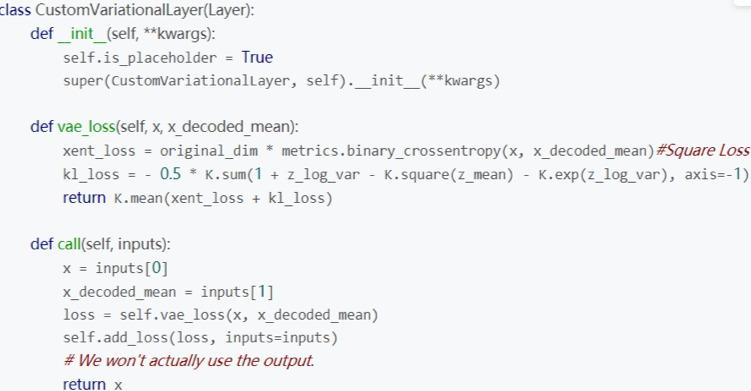 class CustomVariationalLayer(Layer):
def __init__(self, **kwargs):
self.is_placeholder = True
super(CustomVariationalLayer, self).__init__(**kwargs)
def vae_loss(self, x, x_decoded_mean):
xent_loss = original_dim * metrics.binary_crossentropy(x, x_decoded_mean)#Square Loss
kl_loss = - 0.5 * K.sum(1 + z_log_var - K.square(z_mean) - K.exp(z_log_var), axis=-1)
return K.mean(xent_loss + kl_loss)
def call(self, inputs):
x = inputs[0]
x_decoded_mean = inputs[1]
loss = self.vae_loss(x, x_decoded_mean)
self.add_loss(loss, inputs=inputs)
# We won't actually use the output.
return x